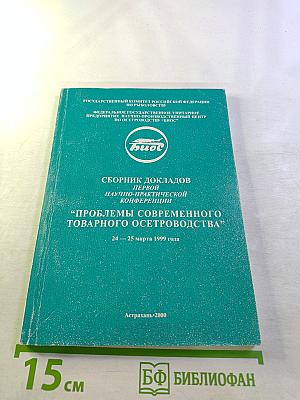 ГОСУДАРСТВЕННЫЙ КОМИТЕТ РОССИЙСКОЙ ФЕДЕРАЦИИ
ПО РЫБОЛОВСТВУ
ФЕДЕРАЛЬНОЕ ГОСУДАРСТВЕННОЕ УНИТАРНОЕ
ПРЕДПРИЯТИЕ НАУЧНО-ПРОИЗВОДСТВЕННЫЙ ЦЕНТР
ПО ОСЕТРОВОДСТВУ "БИОС"
БИОС
СБОРНИК ДОКЛАДОВ
ПЕРВОЙ
НАУЧНО-ПРАКТИЧЕСКОЙ
КОНФЕРЕНЦИИ
"ПРОБЛЕМЫ СОВРЕМЕННОГО
ТОВАРНОГО ОСЕТРОВОДСТВА"
24 — 25 марта 1999 года
Астрахань•2000
15 см
БФ БИБЛИОФАН